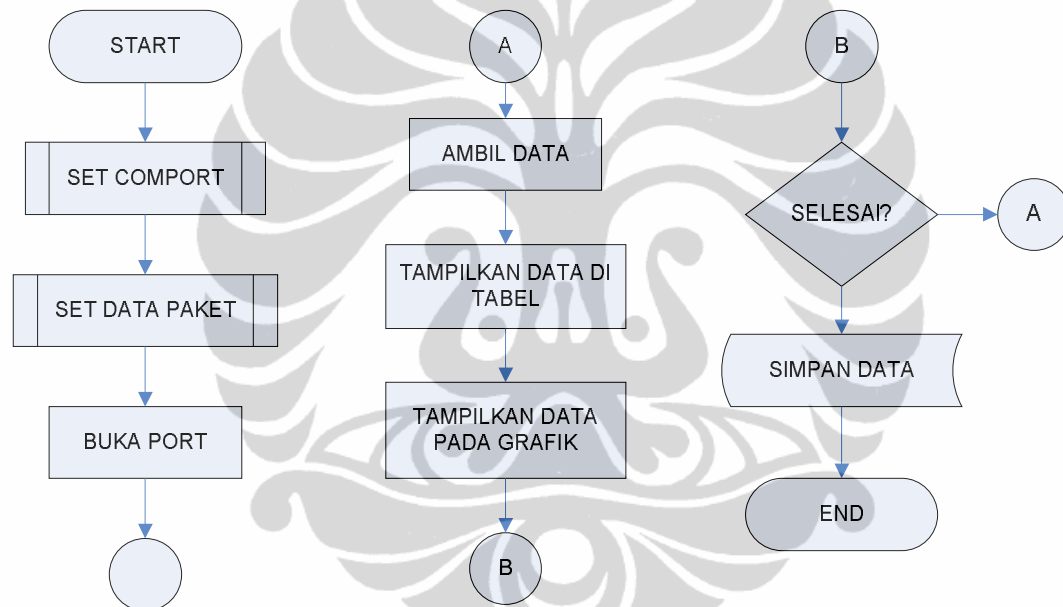 START
SET COMPORT
SET DATA PAKET
BUKA PORT
A
AMBIL DATA
TAMPILKAN DATA DI
TABEL
TAMPILKAN DATA
PADA GRAFIK
B
B
SELESAI?
A
SIMPAN DATA
END